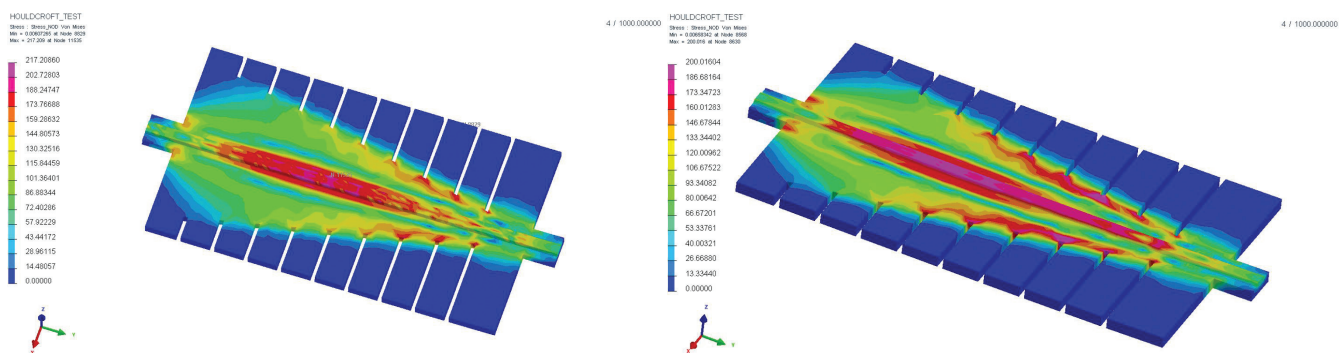 HOULDCROFT_TEST
Stress : Stress_NOD Von Mises
Min = 0.00807265 at Node 8929
Max = 217.209 at Node 11535
4 / 1000.000000
217.20860
202.72803
188.24747
173.76688
159.28632
144.80573
130.32516
115.84459
101.36401
86.88344
72.40286
57.92229
43.44172
28.96115
14.48057
0.00000
Z
X
Y
HOULDCROFT_TEST
Stress : Stress_NOD Von Mises
Min = 0.00658342 at Node 8568
Max = 200.016 at Node 8630
4 / 1000.000000
200.01604
186.68164
173.34723
160.01283
146.67844
133.34402
120.00962
106.67522
93.34082
80.00642
66.67201
53.33761
40.00321
26.66880
13.33440
0.00000
Z
X
Y